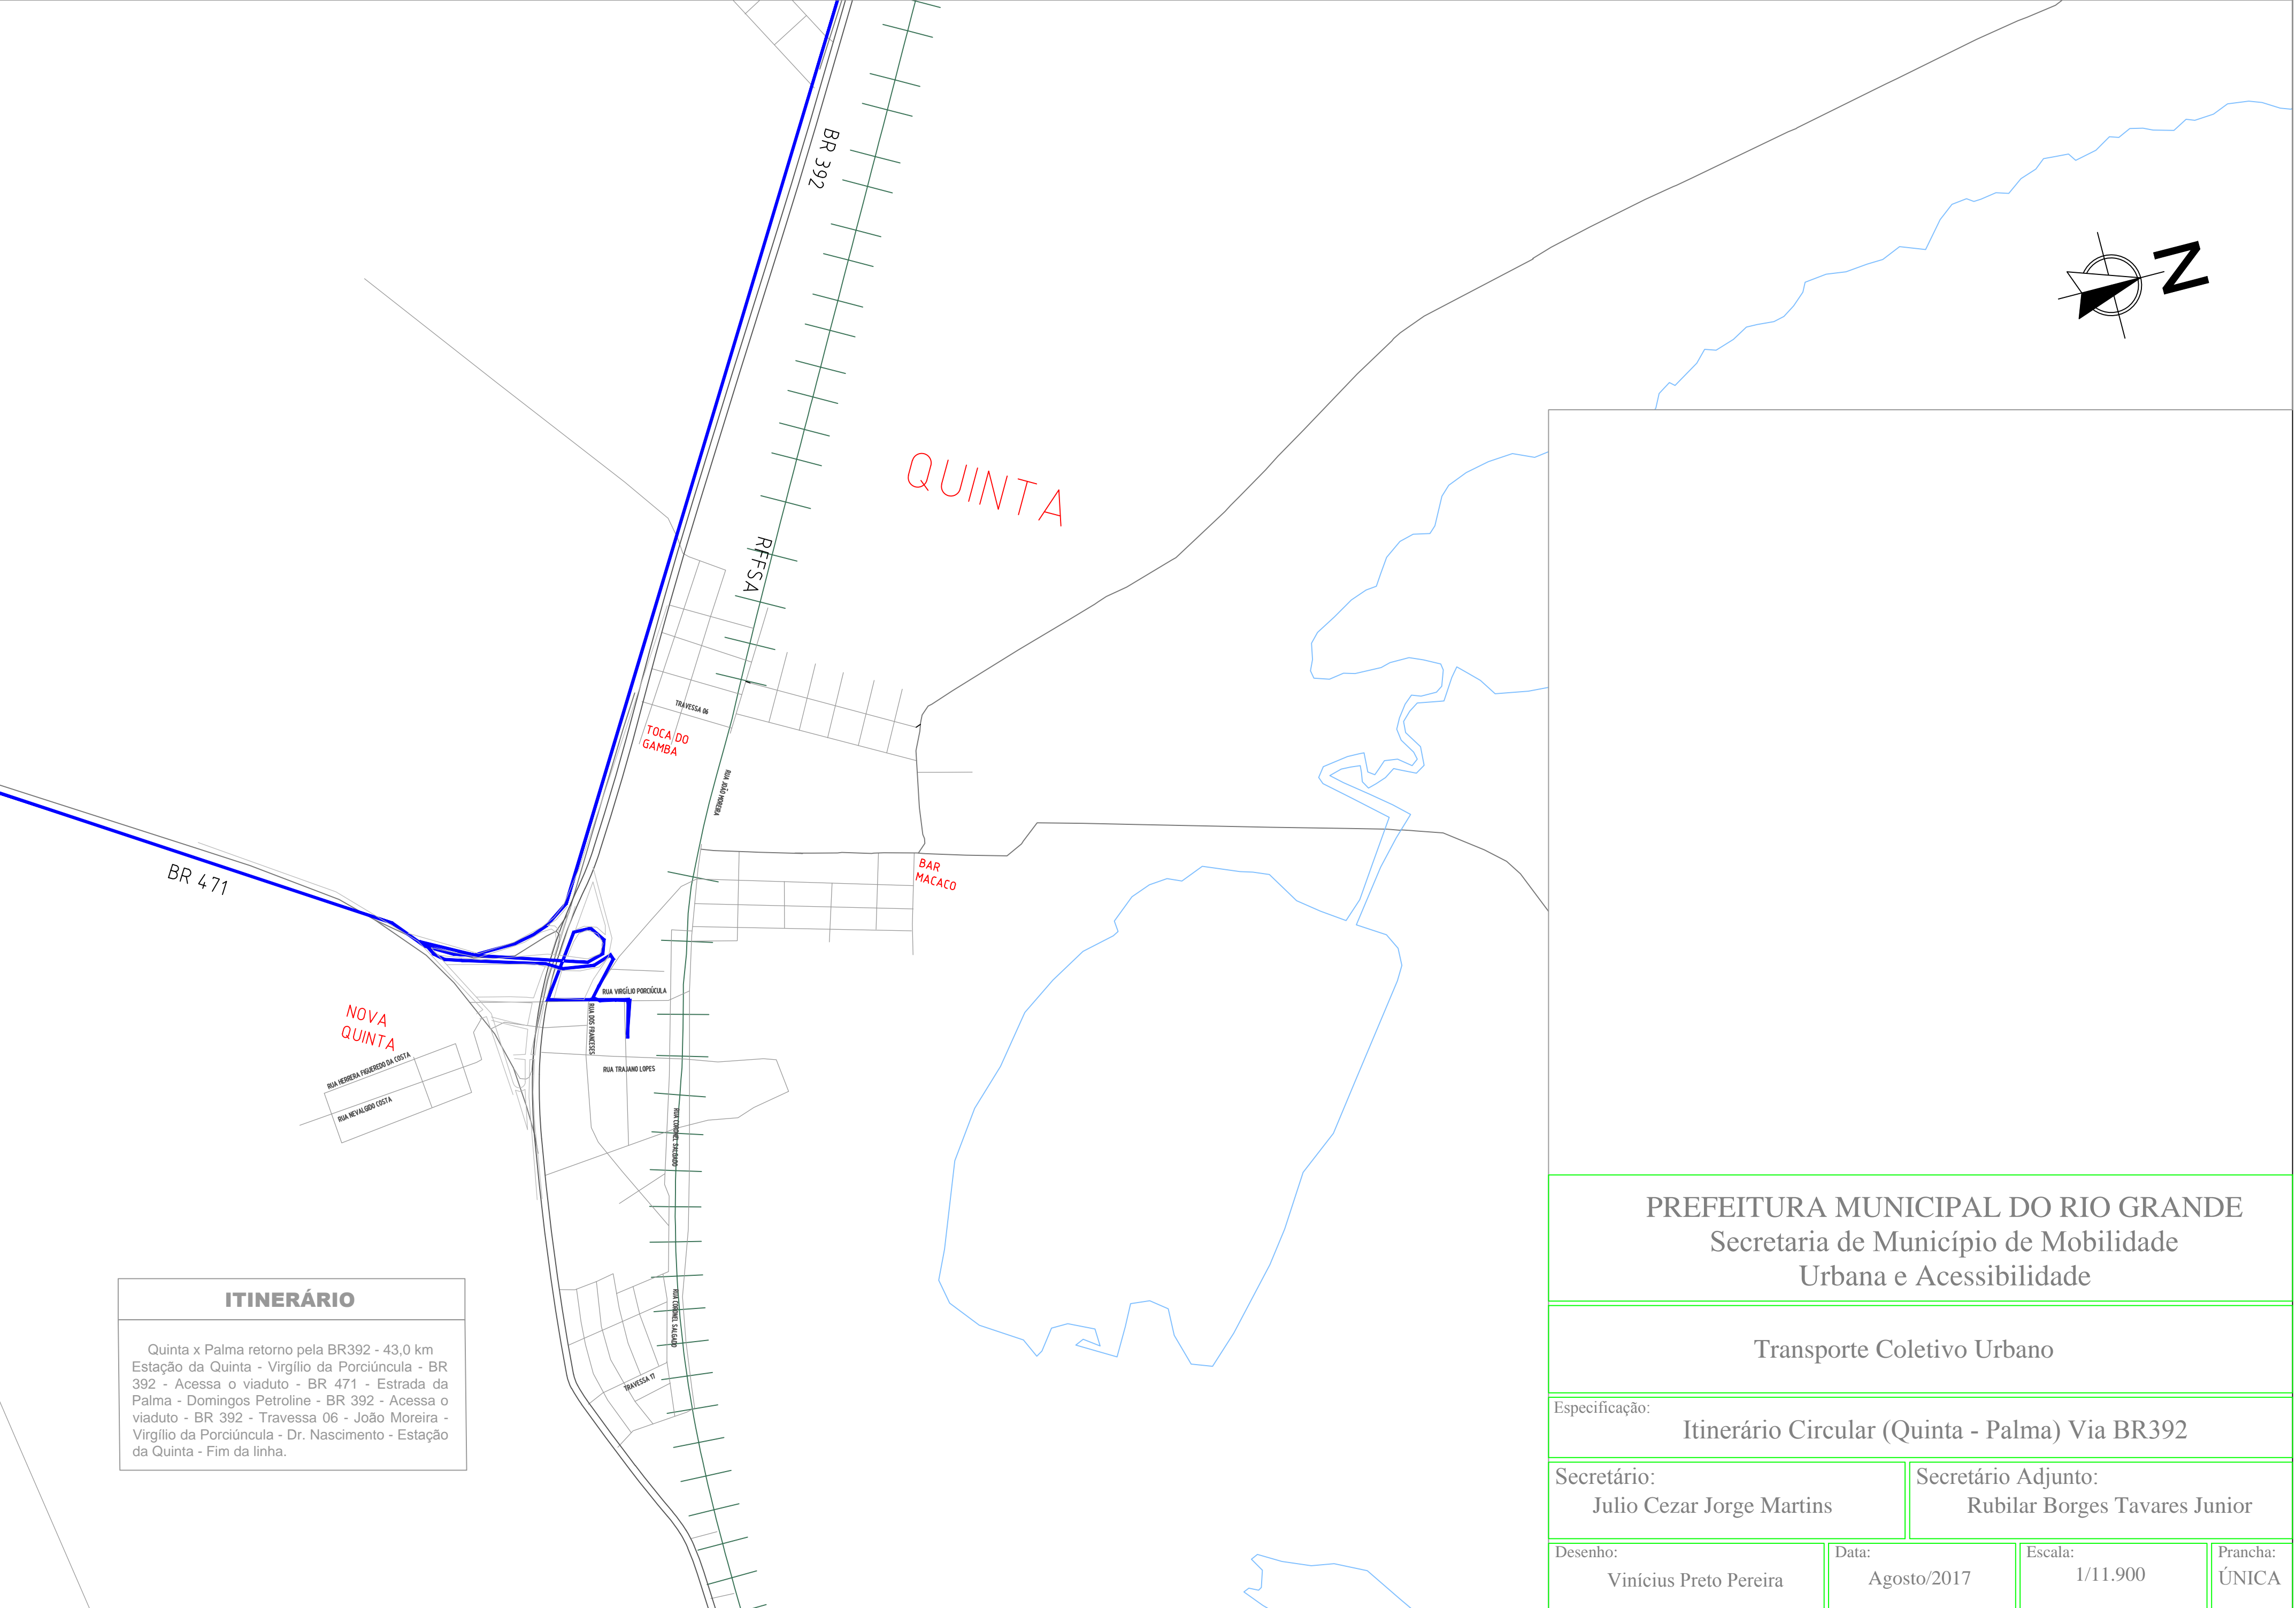 BR 392
N
QUINTA
RFFSA
TRAVESSA 06
TOCA DO
GAMBA
RUA JOÃO MOREIRA
BR 471
BAR
MACACO
NOVA
QUINTA
RUA VIRGÍLIO PORCIÚCULA
RUA DOS FRANCESES
RUA HERRERA FIGUEREDO DA COSTA
RUA NEVALGIDO COSTA
RUA TRAJANO LOPES
RUA CORONEL SALGADO
RUA CORONEL SALGADO
TRAVESSA 17
ITINERÁRIO
Quinta x Palma retorno pela BR392 - 43,0 km
Estação da Quinta - Virgílio da Porciúncula - BR
392 - Acessa o viaduto - BR 471 - Estrada da
Palma - Domingos Petroline - BR 392 - Acessa o
viaduto - BR 392 - Travessa 06 - João Moreira -
Virgílio da Porciúncula - Dr. Nascimento - Estação
da Quinta - Fim da linha.
PREFEITURA MUNICIPAL DO RIO GRANDE
Secretaria de Município de Mobilidade
Urbana e Acessibilidade
Transporte Coletivo Urbano
Especificação:
Itinerário Circular (Quinta - Palma) Via BR392
Secretário:
Julio Cezar Jorge Martins
Secretário Adjunto:
Rubilar Borges Tavares Junior
Desenho:
Vinícius Preto Pereira
Data:
Agosto/2017
Escala:
1/11.900
Prancha:
ÚNICA